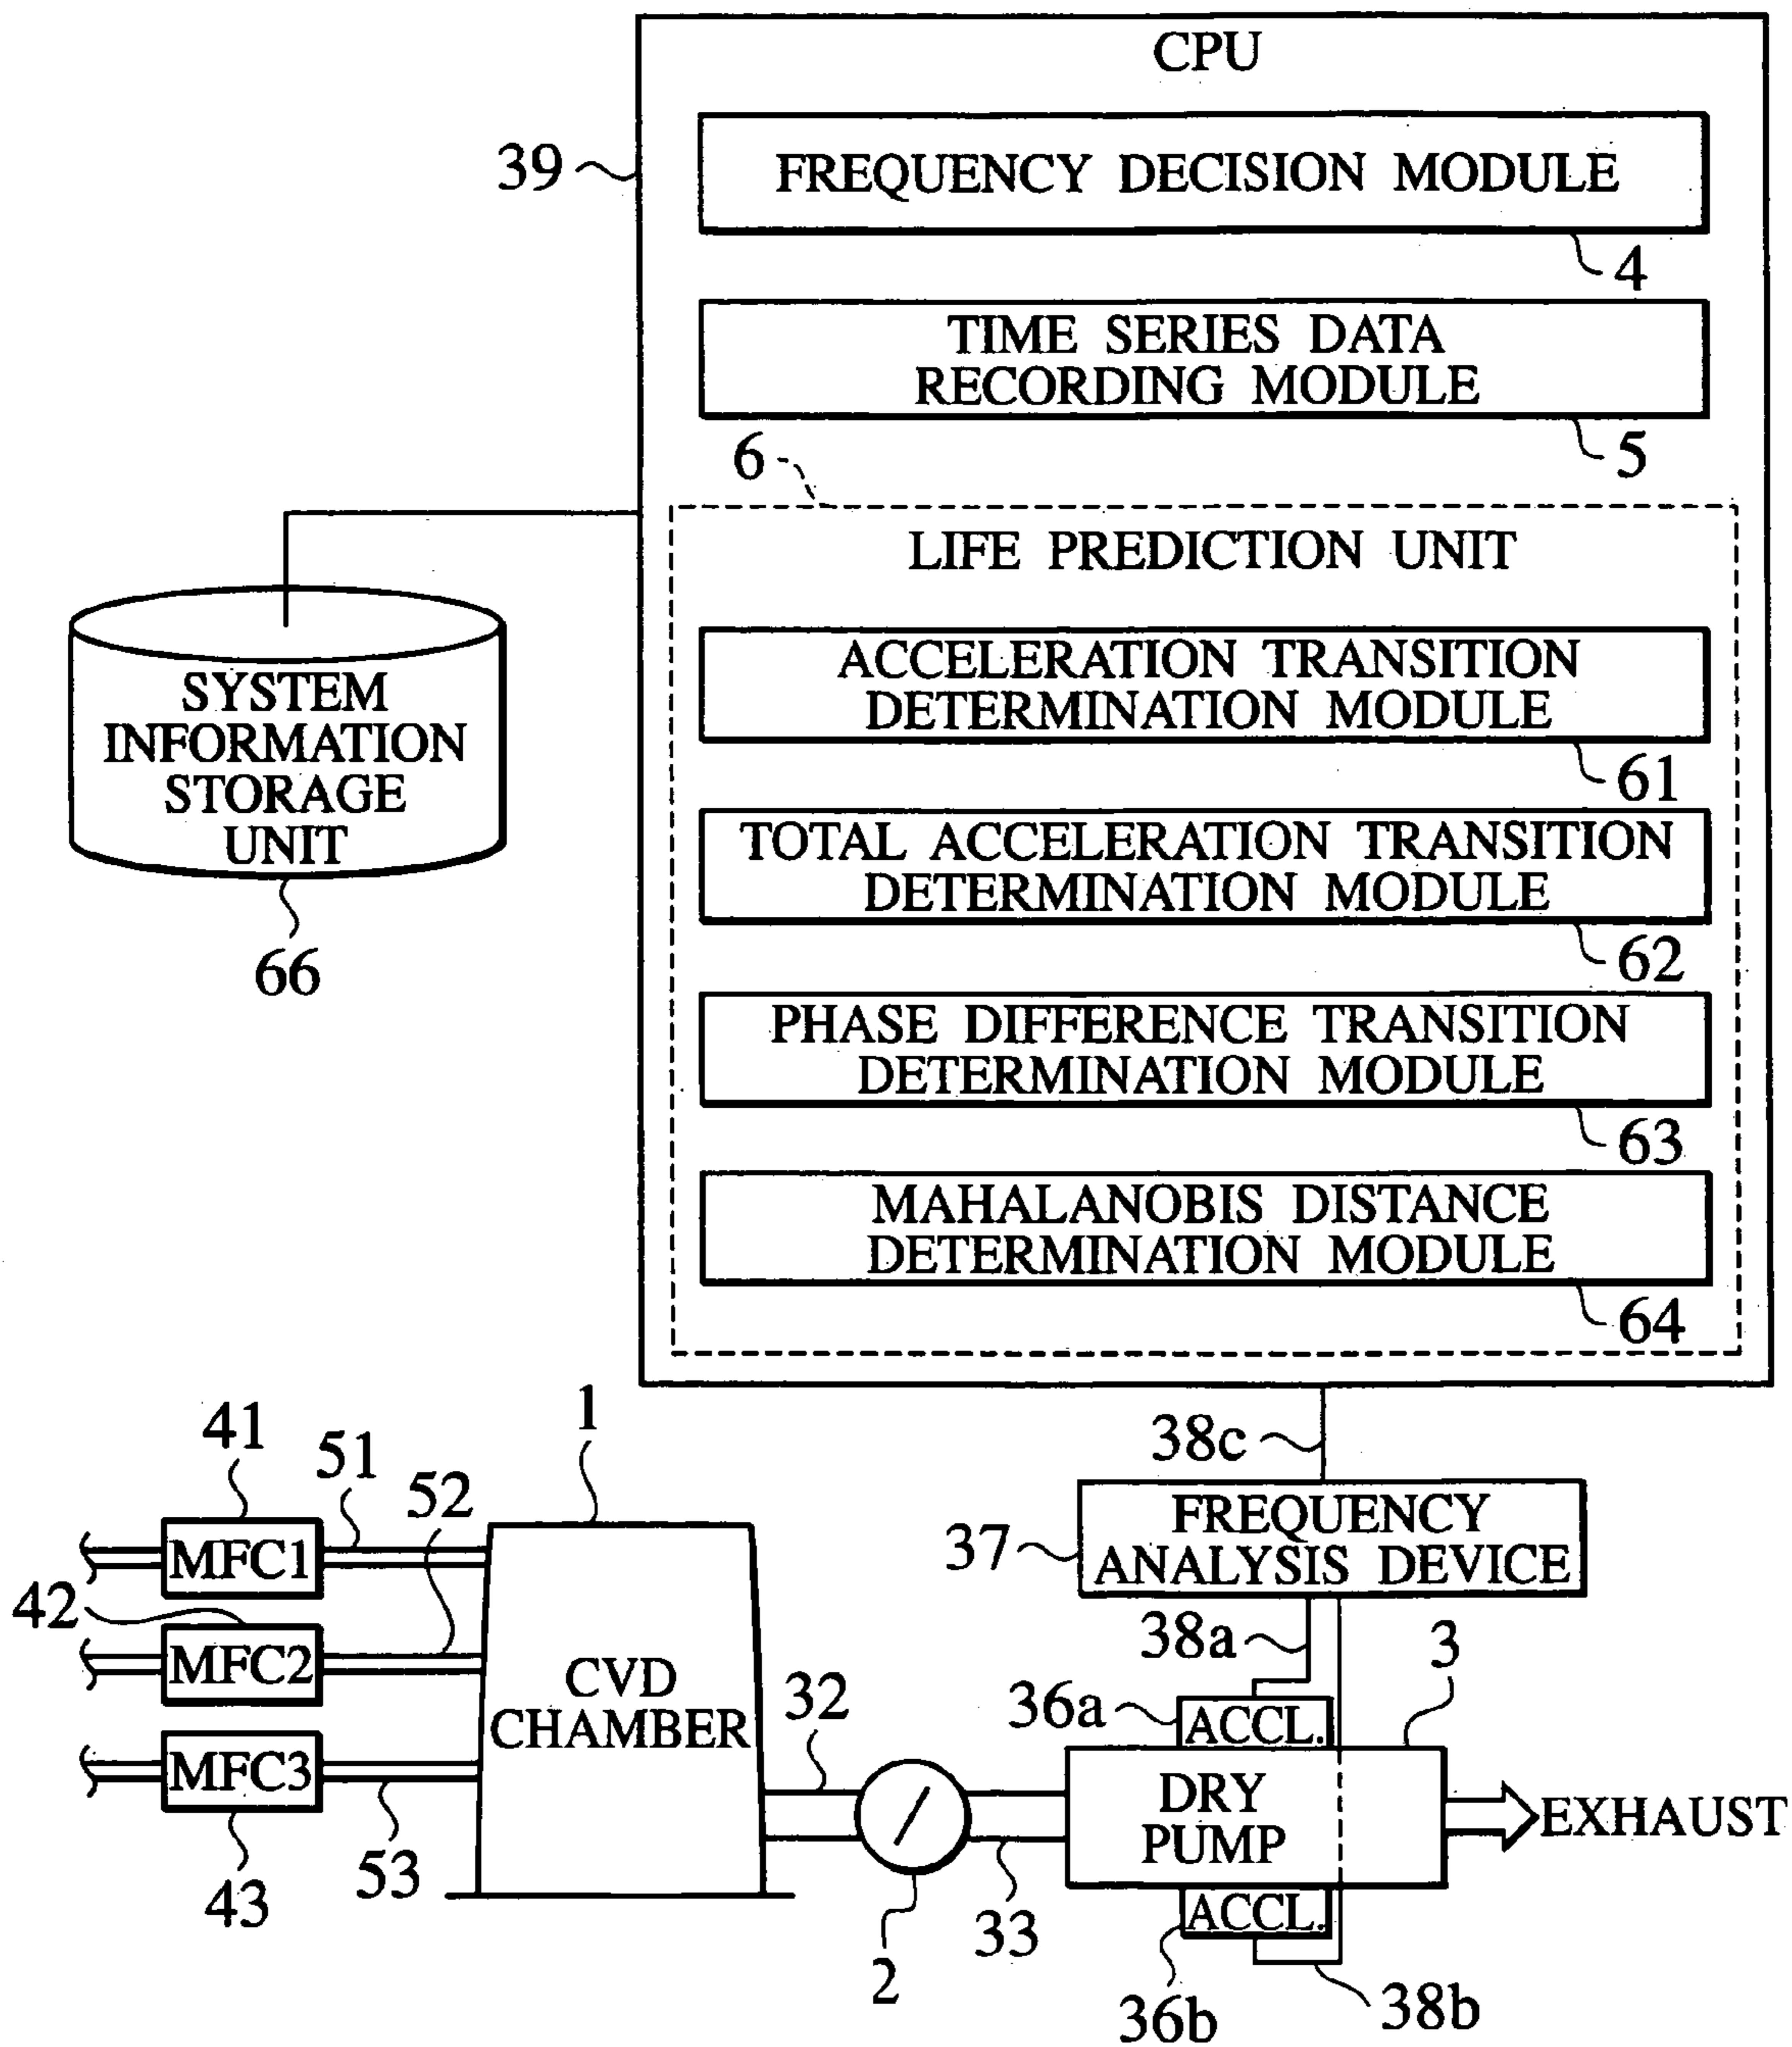 CPU
39
FREQUENCY DECISION MODULE
4
TIME SERIES DATA
RECORDING MODULE
5
6
LIFE PREDICTION UNIT
ACCELERATION TRANSITION
DETERMINATION MODULE
61
TOTAL ACCELERATION TRANSITION
DETERMINATION MODULE
62
PHASE DIFFERENCE TRANSITION
DETERMINATION MODULE
63
MAHALANOBIS DISTANCE
DETERMINATION MODULE
64
SYSTEM
INFORMATION
STORAGE
UNIT
66
38c
FREQUENCY
ANALYSIS DEVICE
37
41
51
52
1
MFC1
42
MFC2
MFC3
43
53
CVD
CHAMBER
32
2
33
38a
3
36a
ACCL.
DRY
PUMP
EXHAUST
ACCL.
36b
38b